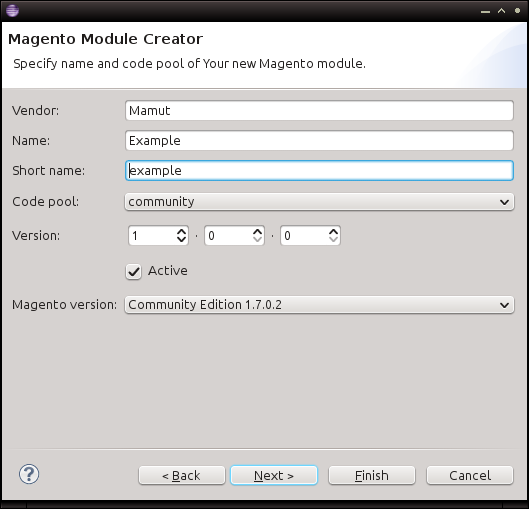 Magento Module Creator
Specify name and code pool of Your new Magento module.
Vendor: Mamut
Name: Example
Short name: example
Code pool: community
Version: 1 . 0 . 0
Active
Magento version: Community Edition 1.7.0.2
? < Back Next > Finish Cancel